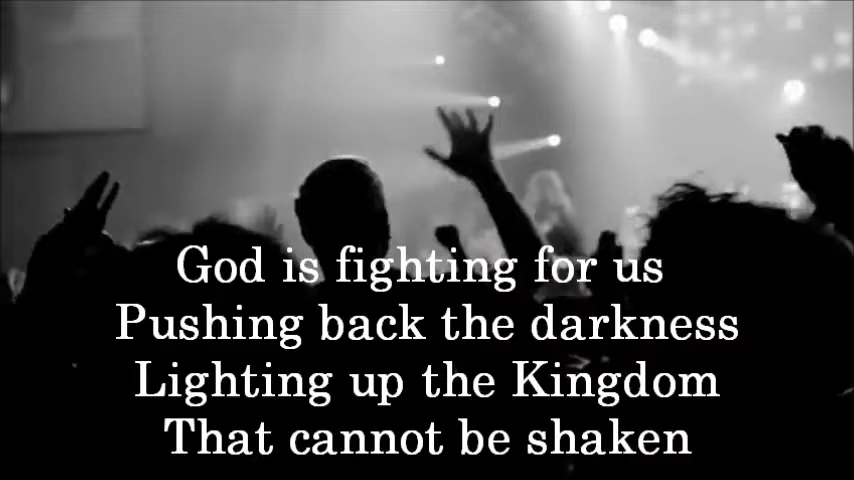 God is fighting for us
Pushing back the darkness
Lighting up the Kingdom
That cannot be shaken